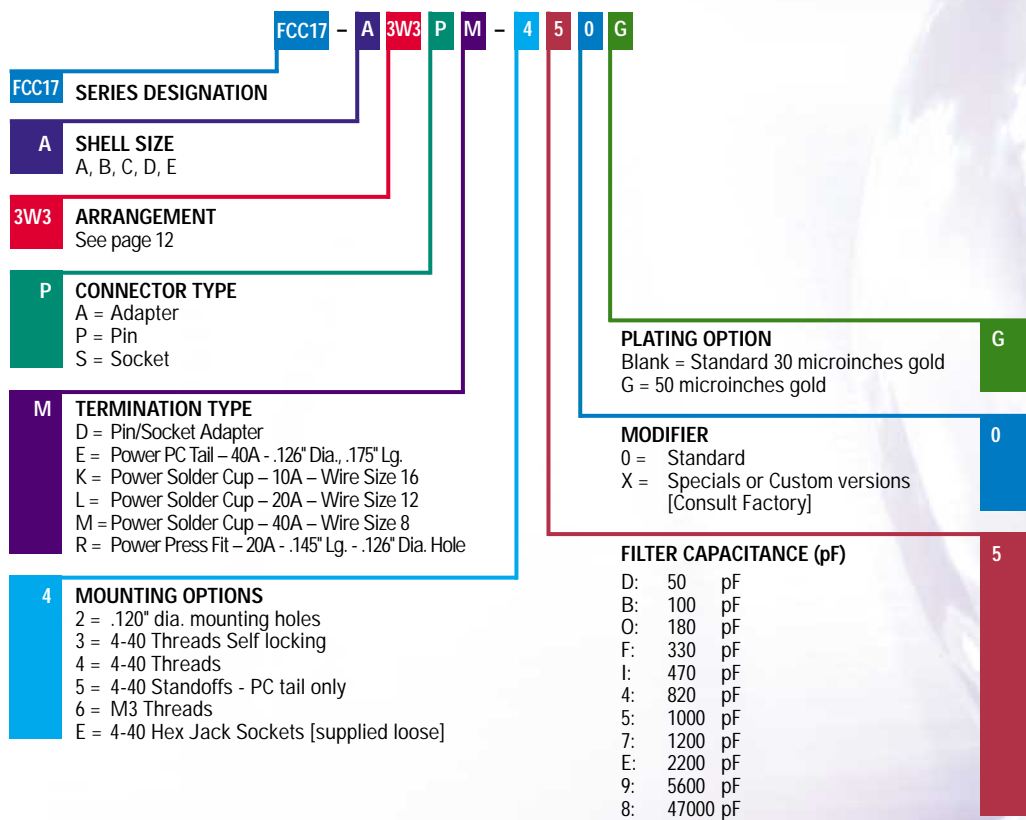 FCC17 – A 3W3 P M – 4 5 0 G
FCC17 SERIES DESIGNATION
A SHELL SIZE
A, B, C, D, E
3W3 ARRANGEMENT
See page 12
P CONNECTOR TYPE
A = Adapter
P = Pin
S = Socket
M TERMINATION TYPE
D = Pin/Socket Adapter
E = Power PC Tail – 40A - .126" Dia., .175" Lg.
K = Power Solder Cup – 10A – Wire Size 16
L = Power Solder Cup – 20A – Wire Size 12
M = Power Solder Cup – 40A – Wire Size 8
R = Power Press Fit – 20A - .145" Lg. - .126" Dia. Hole
4 MOUNTING OPTIONS
2 = .120" dia. mounting holes
3 = 4-40 Threads Self locking
4 = 4-40 Threads
5 = 4-40 Standoffs - PC tail only
6 = M3 Threads
E = 4-40 Hex Jack Sockets [supplied loose]
PLATING OPTION G
Blank = Standard 30 microinches gold
G = 50 microinches gold
MODIFIER 0
0 = Standard
X = Specials or Custom versions
[Consult Factory]
FILTER CAPACITANCE (pF) 5
D: 50 pF
B: 100 pF
O: 180 pF
F: 330 pF
I: 470 pF
4: 820 pF
5: 1000 pF
7: 1200 pF
E: 2200 pF
9: 5600 pF
8: 47000 pF